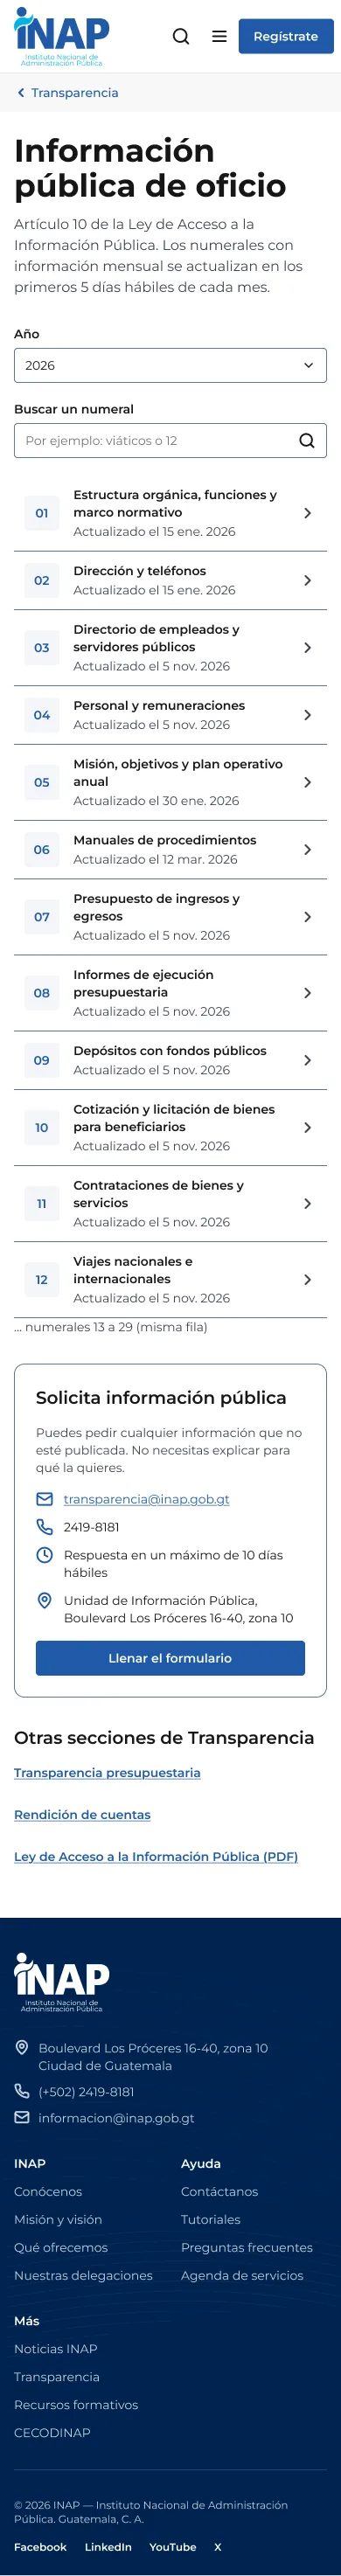 iNAP
Instituto Nacional de
Administración Pública
Regístrate
Transparencia
Información
pública de oficio
Artículo 10 de la Ley de Acceso a la
Información Pública. Los numerales con
información mensual se actualizan en los
primeros 5 días hábiles de cada mes.
Año
2026
Buscar un numeral
Por ejemplo: viáticos o 12
01
Estructura orgánica, funciones y
marco normativo
Actualizado el 15 ene. 2026
02
Dirección y teléfonos
Actualizado el 15 ene. 2026
03
Directorio de empleados y
servidores públicos
Actualizado el 5 nov. 2026
04
Personal y remuneraciones
Actualizado el 5 nov. 2026
05
Misión, objetivos y plan operativo
anual
Actualizado el 30 ene. 2026
06
Manuales de procedimientos
Actualizado el 12 mar. 2026
07
Presupuesto de ingresos y
egresos
Actualizado el 5 nov. 2026
08
Informes de ejecución
presupuestaria
Actualizado el 5 nov. 2026
09
Depósitos con fondos públicos
Actualizado el 5 nov. 2026
10
Cotización y licitación de bienes
para beneficiarios
Actualizado el 5 nov. 2026
11
Contrataciones de bienes y
servicios
Actualizado el 5 nov. 2026
12
Viajes nacionales e
internacionales
Actualizado el 5 nov. 2026
... numerales 13 a 29 (misma fila)
Solicita información pública
Puedes pedir cualquier información que no
esté publicada. No necesitas explicar para
qué la quieres.
transparencia@inap.gob.gt
2419-8181
Respuesta en un máximo de 10 días
hábiles
Unidad de Información Pública,
Boulevard Los Próceres 16-40, zona 10
Llenar el formulario
Otras secciones de Transparencia
Transparencia presupuestaria
Rendición de cuentas
Ley de Acceso a la Información Pública (PDF)
iNAP
Instituto Nacional de
Administración Pública
Boulevard Los Próceres 16-40, zona 10
Ciudad de Guatemala
(+502) 2419-8181
informacion@inap.gob.gt
INAP
Conócenos
Misión y visión
Qué ofrecemos
Nuestras delegaciones
Ayuda
Contáctanos
Tutoriales
Preguntas frecuentes
Agenda de servicios
Más
Noticias INAP
Transparencia
Recursos formativos
CECODINAP
© 2026 INAP — Instituto Nacional de Administración
Pública. Guatemala, C. A.
Facebook LinkedIn YouTube X